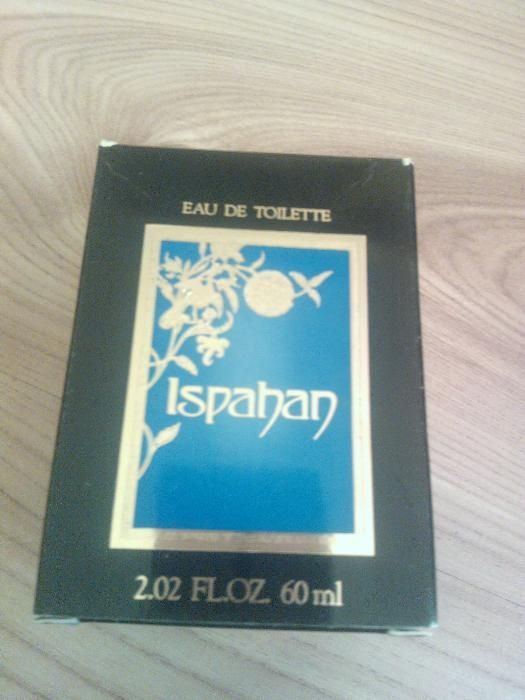 EAU DE TOILETTE
Ispahan
2.02 FL.OZ. 60 ml